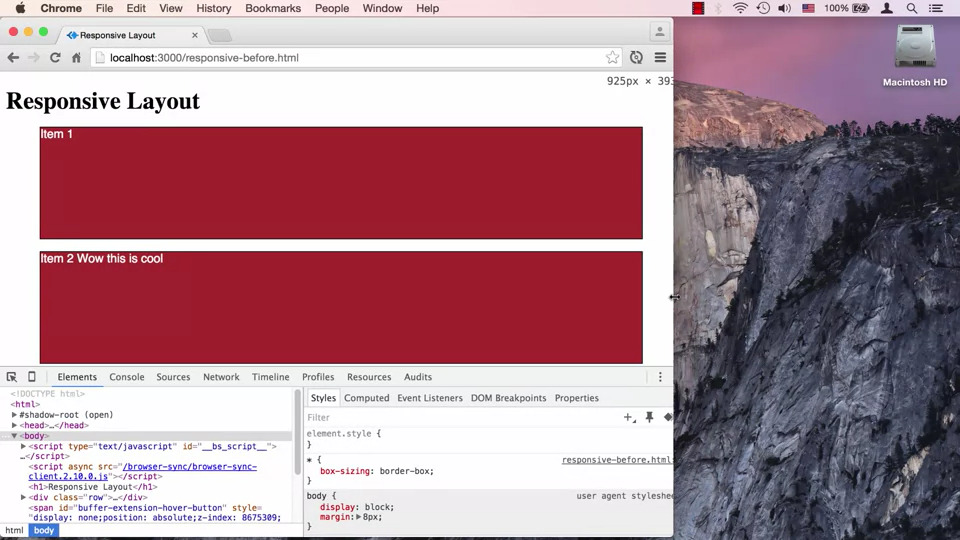 Chrome File Edit View History Bookmarks People Window Help 100%
Responsive Layout
localhost:3000/responsive-before.html
Macintosh HD
925px × 393
Responsive Layout
Item 1
Item 2 Wow this is cool
Elements Console Sources Network Timeline Profiles Resources Audits
<!DOCTYPE html>
<html>
#shadow-root (open)
<head>…</head>
<body>
<script type="text/javascript" id="__bs_script__">
…</script>
<script async src="/browser-sync/browser-sync-
client.2.10.0.js"></script>
<h1>Responsive Layout</h1>
<div class="row">…</div>
<span id="buffer-extension-hover-button" style=
"display: none;position: absolute;z-index: 8675309;
html body
Styles Computed Event Listeners DOM Breakpoints Properties
Filter
element.style {
}
* { responsive-before.html:
box-sizing: border-box;
}
body { user agent styleshee
display: block;
margin: 8px;
}